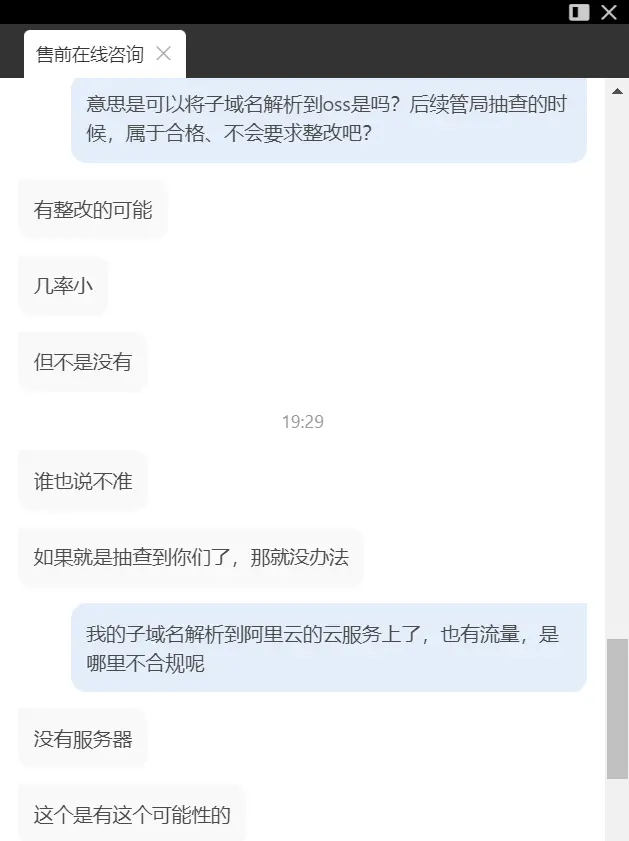 售前在线咨询
意思是可以将子域名解析到oss是吗？后续管局抽查的时
候，属于合格、不会要求整改吧？
有整改的可能
几率小
但不是没有
19:29
谁也说不准
如果就是抽查到你们了，那就没办法
我的子域名解析到阿里云的云服务上了，也有流量，是
哪里不合规呢
没有服务器
这个是有这个可能性的